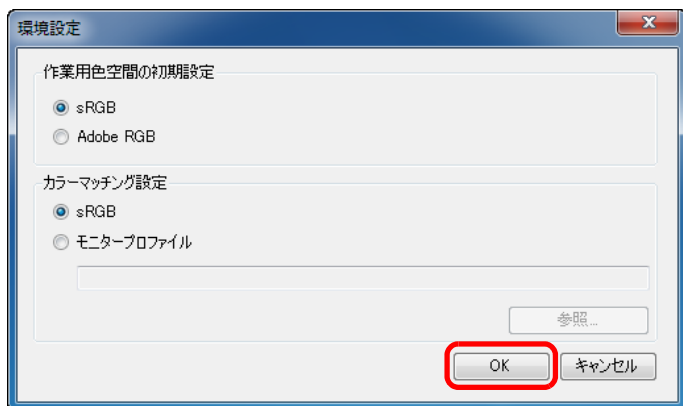 環境設定
作業用色空間の初期設定
sRGB
Adobe RGB
カラーマッチング設定
sRGB
モニタープロファイル
参照...
OK
キャンセル